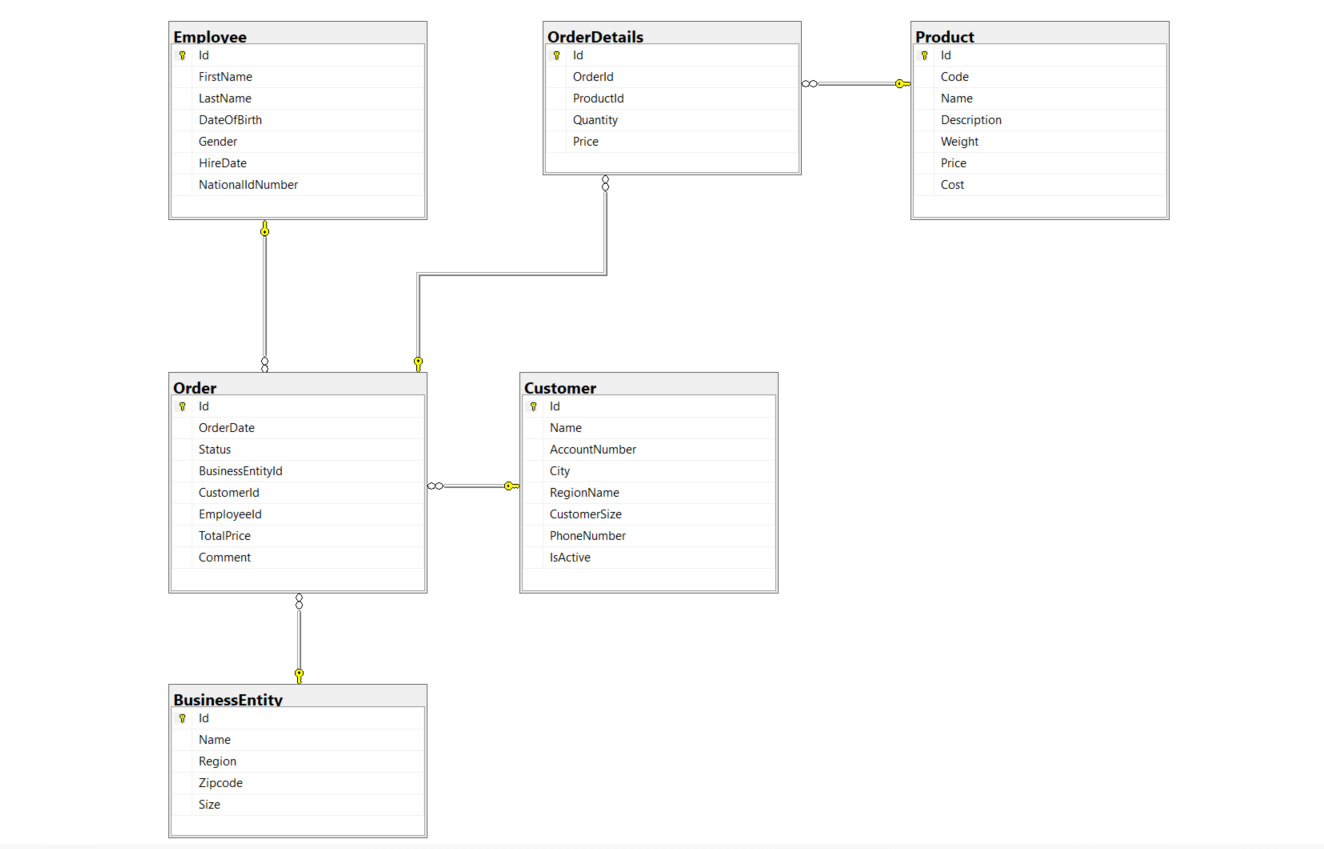 Employee
Id
FirstName
LastName
DateOfBirth
Gender
HireDate
NationalIdNumber
OrderDetails
Id
OrderId
ProductId
Quantity
Price
Product
Id
Code
Name
Description
Weight
Price
Cost
Order
Id
OrderDate
Status
BusinessEntityId
CustomerId
EmployeeId
TotalPrice
Comment
Customer
Id
Name
AccountNumber
City
RegionName
CustomerSize
PhoneNumber
IsActive
BusinessEntity
Id
Name
Region
Zipcode
Size